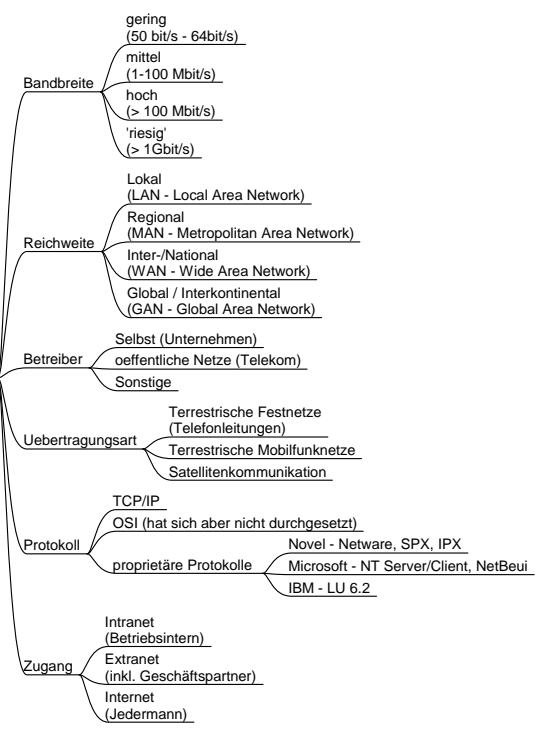 Bandbreite
gering
(50 bit/s - 64bit/s)
mittel
(1-100 Mbit/s)
hoch
(> 100 Mbit/s)
'riesig'
(> 1Gbit/s)
Reichweite
Lokal
(LAN - Local Area Network)
Regional
(MAN - Metropolitan Area Network)
Inter-/National
(WAN - Wide Area Network)
Global / Interkontinental
(GAN - Global Area Network)
Betreiber
Selbst (Unternehmen)
oeffentliche Netze (Telekom)
Sonstige
Uebertragungsart
Terrestrische Festnetze
(Telefonleitungen)
Terrestrische Mobilfunknetze
Satellitenkommunikation
Protokoll
TCP/IP
OSI (hat sich aber nicht durchgesetzt)
proprietäre Protokolle
Novel - Netware, SPX, IPX
Microsoft - NT Server/Client, NetBeui
IBM - LU 6.2
Zugang
Intranet
(Betriebsintern)
Extranet
(inkl. Geschäftspartner)
Internet
(Jedermann)